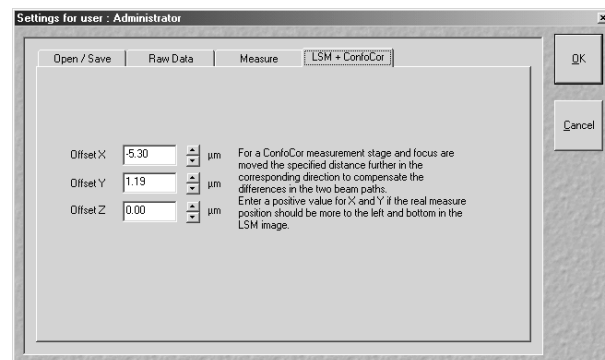 Settings for user : Administrator
x
Open / Save
Raw Data
Measure
LSM + ConfoCor
OK
Cancel
Offset X
-5.30
µm
Offset Y
1.19
µm
Offset Z
0.00
µm
For a ConfoCor measurement stage and focus are
moved the specified distance further in the
corresponding direction to compensate the
differences in the two beam paths.
Enter a positive value for X and Y if the real measure
position should be more to the left and bottom in the
LSM image.